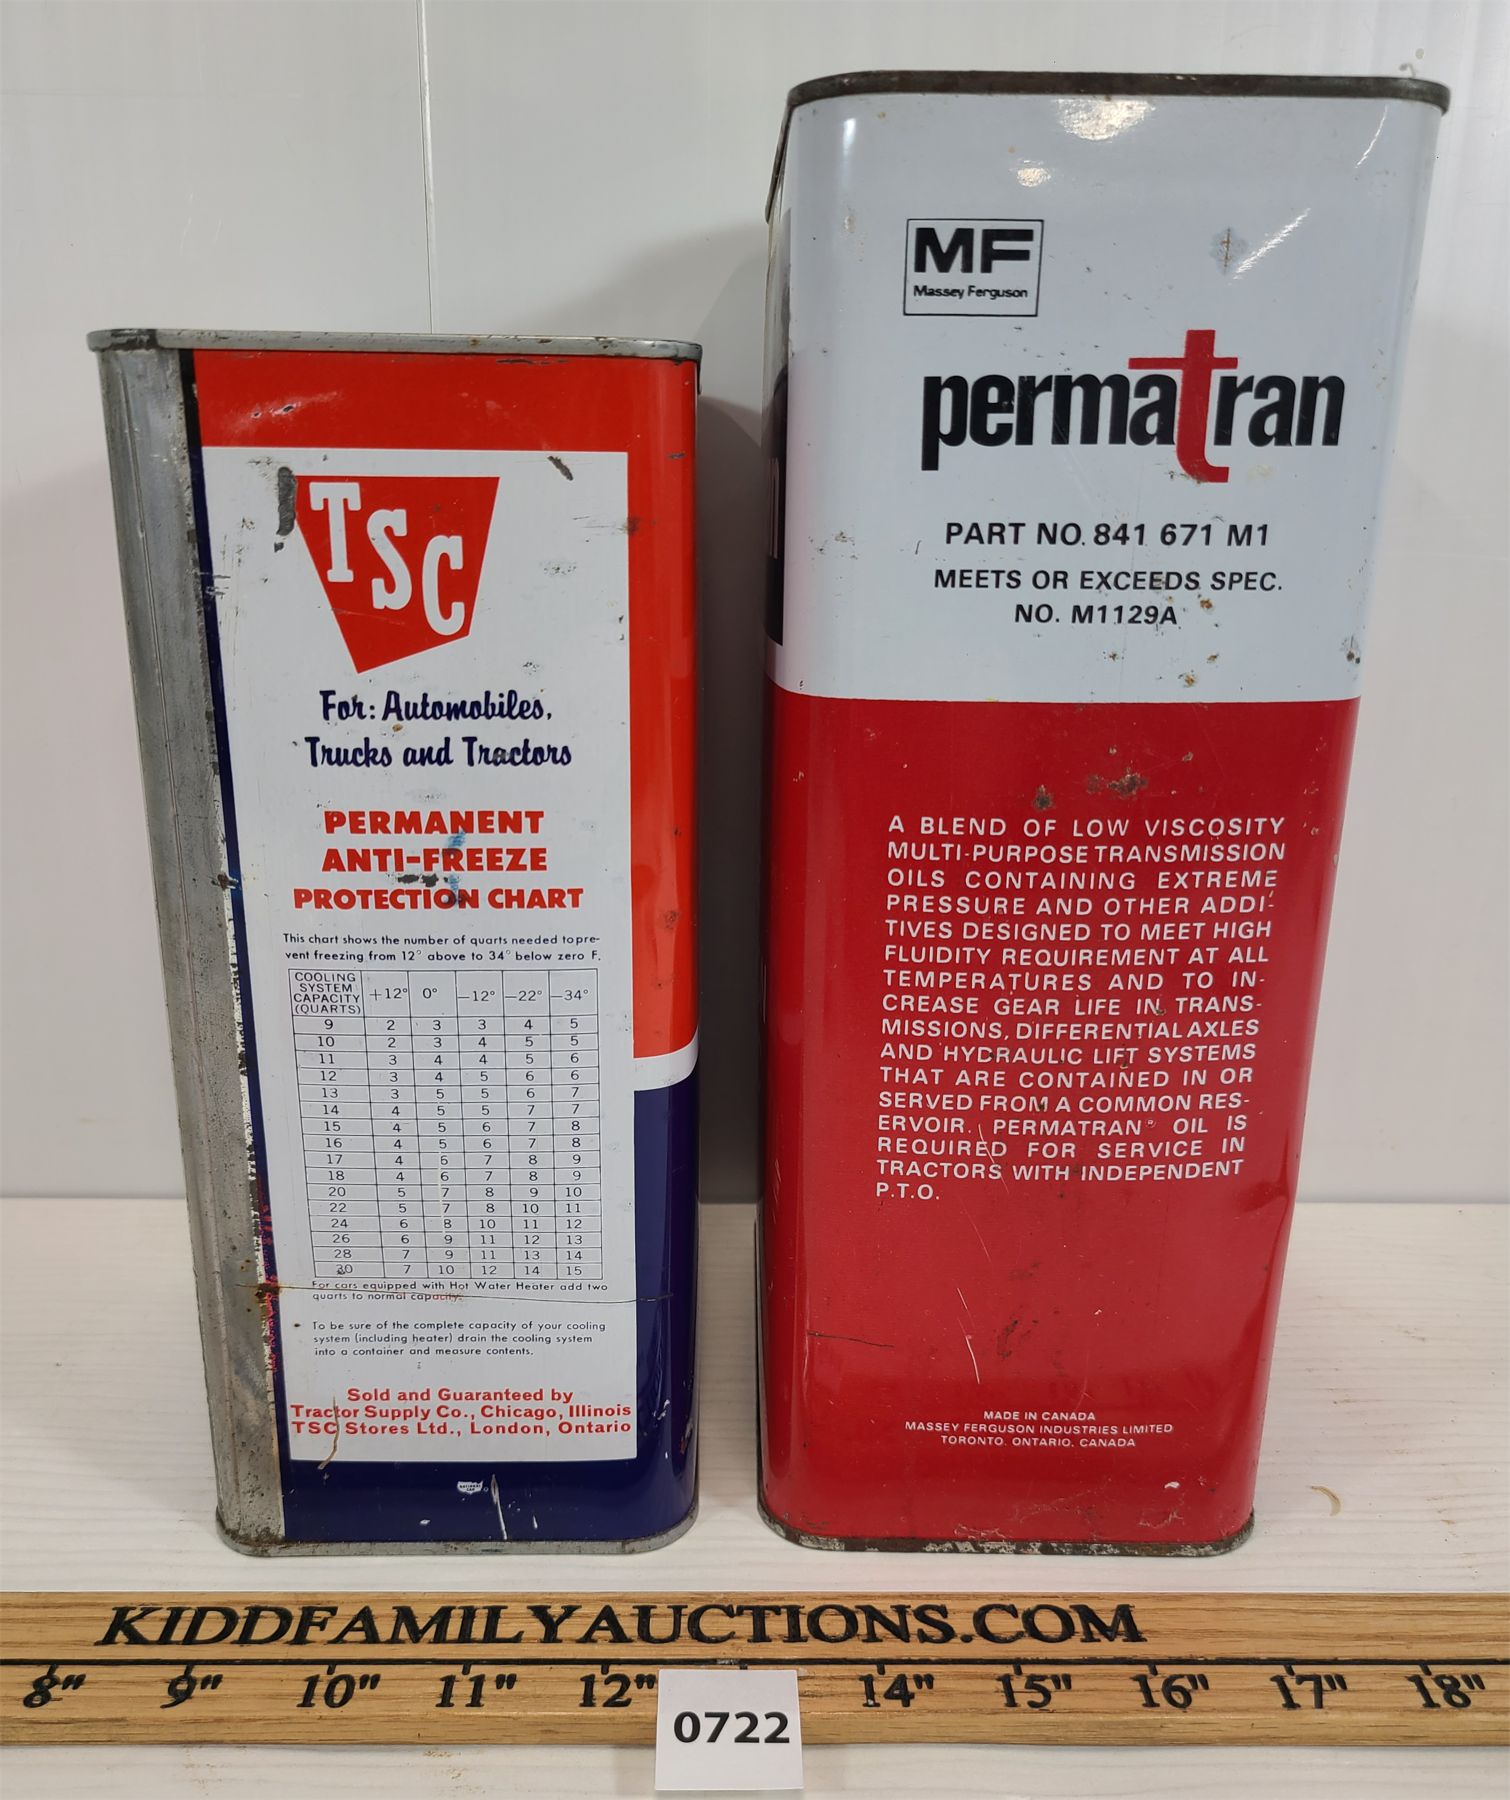 TSC
For: Automobiles,
Trucks and Tractors
PERMANENT
ANTI-FREEZE
PROTECTION CHART
This chart shows the number of quarts needed to pre-
vent freezing from 12° above to 34° below zero F.
COOLING SYSTEM CAPACITY (QUARTS) +12° 0° -12° -22° -34°
9 2 3 3 4 5
10 2 3 4 5 5
11 3 4 4 5 6
12 3 4 5 6 6
13 3 5 5 6 7
14 4 5 5 7 7
15 4 5 6 7 8
16 4 5 6 7 8
17 4 6 7 8 9
18 4 6 7 8 9
20 5 7 8 9 10
22 5 7 8 10 11
24 6 8 10 11 12
26 6 9 11 12 13
28 7 9 11 13 14
30 7 10 12 14 15
For cars equipped with Hot Water Heater add two
quarts to normal capacity.
To be sure of the complete capacity of your cooling
system (including heater) drain the cooling system
into a container and measure contents.
Sold and Guaranteed by
Tractor Supply Co., Chicago, Illinois
TSC Stores Ltd., London, Ontario
NATIONAL
CAN
MF
Massey Ferguson
permatran
PART NO. 841 671 M1
MEETS OR EXCEEDS SPEC.
NO. M1129A
A BLEND OF LOW VISCOSITY
MULTI-PURPOSE TRANSMISSION
OILS CONTAINING EXTREME
PRESSURE AND OTHER ADDI-
TIVES DESIGNED TO MEET HIGH
FLUIDITY REQUIREMENT AT ALL
TEMPERATURES AND TO IN-
CREASE GEAR LIFE IN TRANS-
MISSIONS, DIFFERENTIAL AXLES
AND HYDRAULIC LIFT SYSTEMS
THAT ARE CONTAINED IN OR
SERVED FROM A COMMON RES-
ERVOIR. PERMATRAN® OIL IS
REQUIRED FOR SERVICE IN
TRACTORS WITH INDEPENDENT
P.T.O.
MADE IN CANADA
MASSEY FERGUSON INDUSTRIES LIMITED
TORONTO, ONTARIO, CANADA
KIDDFAMILYAUCTIONS.COM
8" 9" 10" 11" 12" 14" 15" 16" 17" 18"
0722